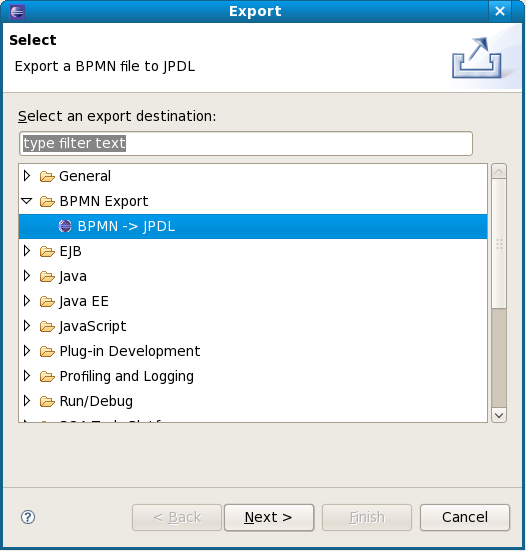 Export
Select
Export a BPMN file to JPDL
Select an export destination:
type filter text
General
BPMN Export
BPMN -> JPDL
EJB
Java
Java EE
JavaScript
Plug-in Development
Profiling and Logging
Run/Debug
< Back Next > Finish Cancel